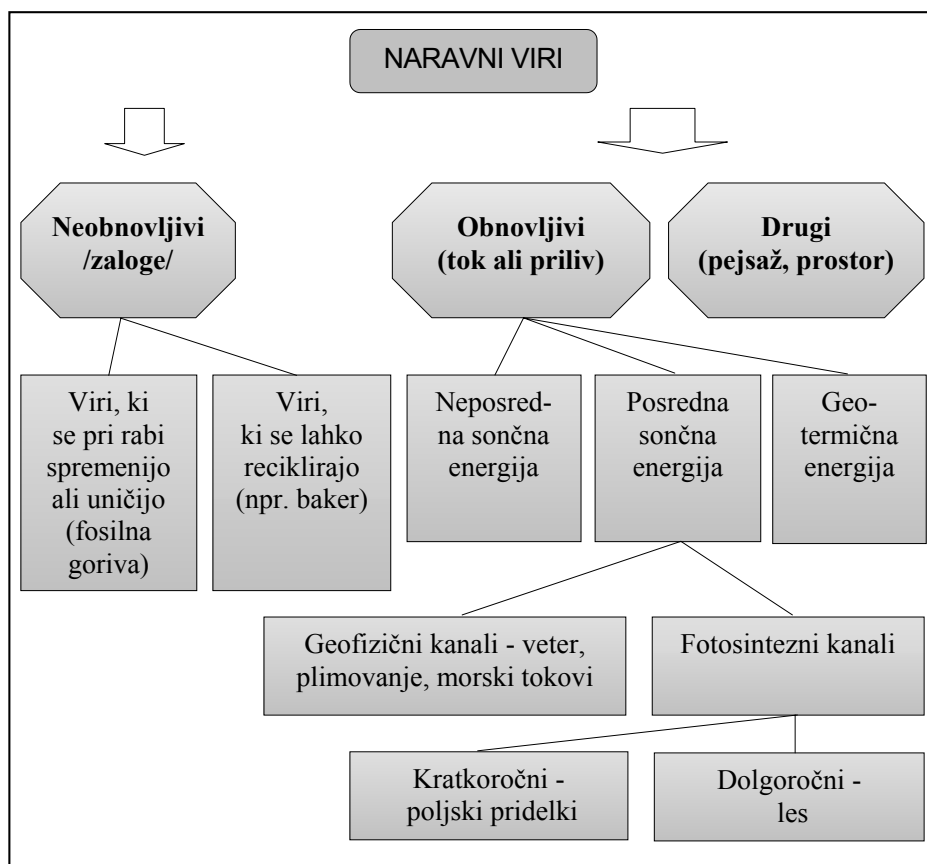 NARAVNI VIRI
Neobnovljivi
/zaloge/
Obnovljivi
(tok ali priliv)
Drugi
(pejsaž, prostor)
Viri, ki
se pri rabi
spremenijo
ali uničijo
(fosilna
goriva)
Viri,
ki se lahko
reciklirajo
(npr. baker)
Neposred-
na sončna
energija
Posredna
sončna
energija
Geo-
termična
energija
Geofizični kanali - veter,
plimovanje, morski tokovi
Fotosintezni kanali
Kratkoročni -
poljski pridelki
Dolgoročni -
les